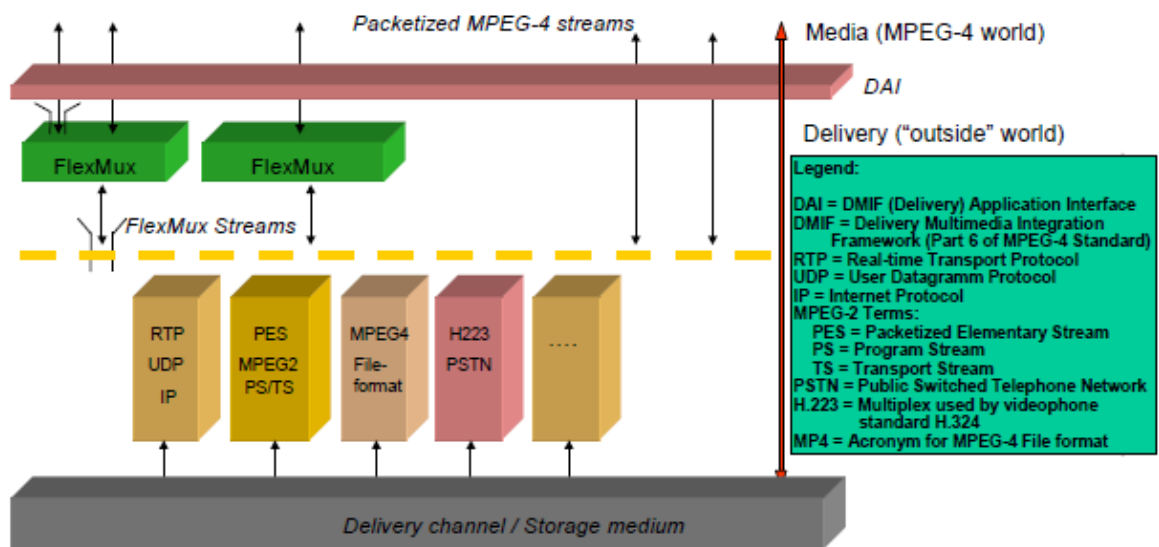 Packetized MPEG-4 streams
Media (MPEG-4 world)
DAI
Delivery ("outside" world)
FlexMux
FlexMux
FlexMux Streams
Legend:
DAI = DMIF (Delivery) Application Interface
DMIF = Delivery Multimedia Integration
Framework (Part 6 of MPEG-4 Standard)
RTP = Real-time Transport Protocol
UDP = User Datagramm Protocol
IP = Internet Protocol
MPEG-2 Terms:
PES = Packetized Elementary Stream
PS = Program Stream
TS = Transport Stream
PSTN = Public Switched Telephone Network
H.223 = Multiplex used by videophone
standard H.324
MP4 = Acronym for MPEG-4 File format
RTP
UDP
IP
PES
MPEG2
PS/TS
MPEG4
File-
format
H223
PSTN
....
Delivery channel / Storage medium